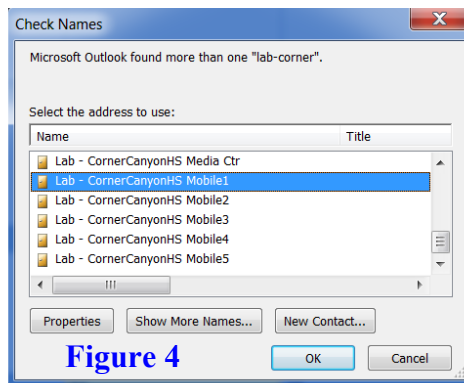 Check Names
Microsoft Outlook found more than one "lab-corner".
Select the address to use:
Name Title
Lab - CornerCanyonHS Media Ctr
Lab - CornerCanyonHS Mobile1
Lab - CornerCanyonHS Mobile2
Lab - CornerCanyonHS Mobile3
Lab - CornerCanyonHS Mobile4
Lab - CornerCanyonHS Mobile5
Properties Show More Names... New Contact...
Figure 4 OK Cancel